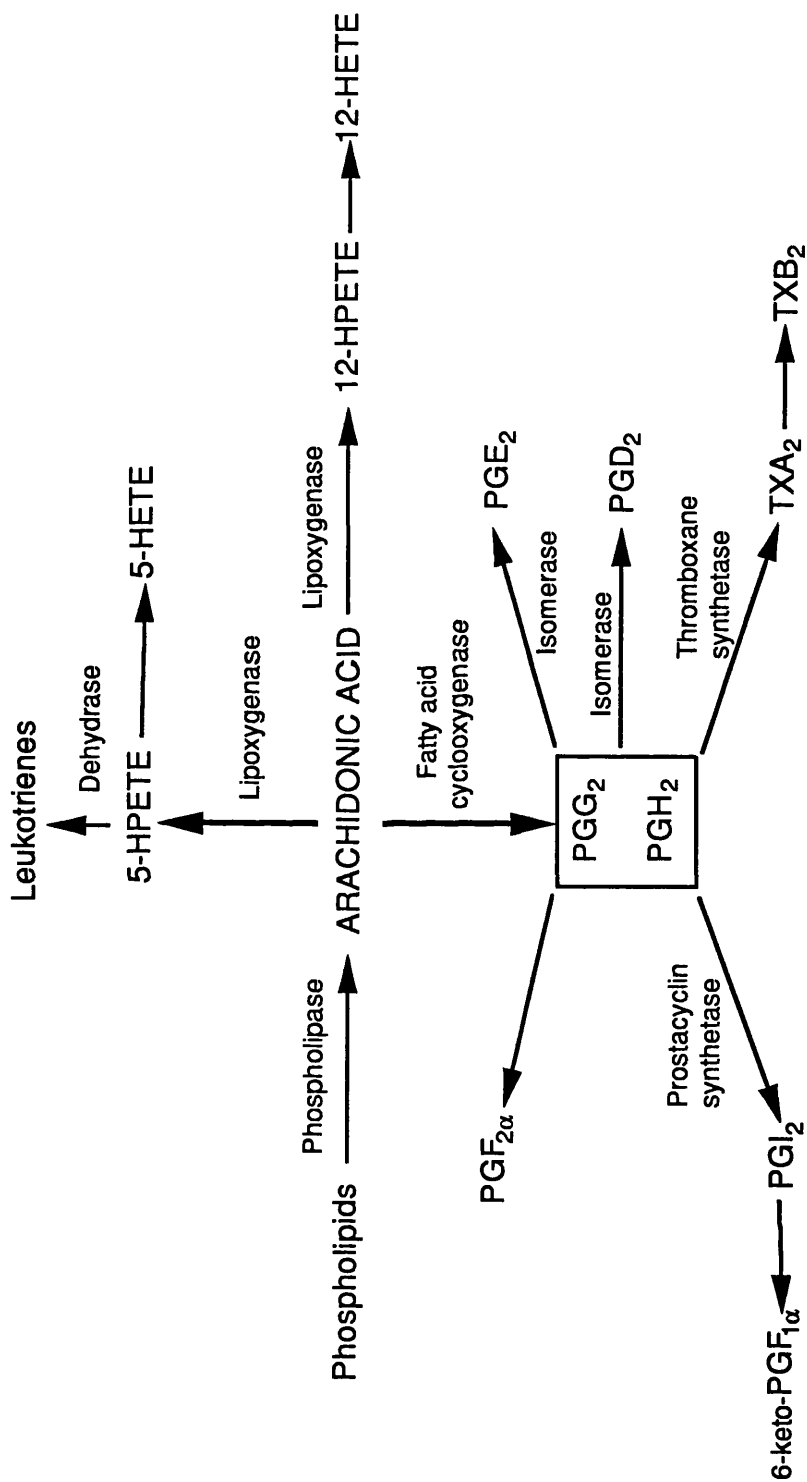 Leukotrienes
Dehydrase
5-HPETE
5-HETE
Lipoxygenase
Phospholipids
Phospholipase
ARACHIDONIC ACID
Lipoxygenase
12-HPETE
12-HETE
Fatty acid
cyclooxygenase
PGF₂α
PGG₂
PGH₂
Isomerase
PGE₂
Isomerase
PGD₂
Prostacyclin
synthetase
Thromboxane
synthetase
6-keto-PGF₁α
PGI₂
TXA₂
TXB₂